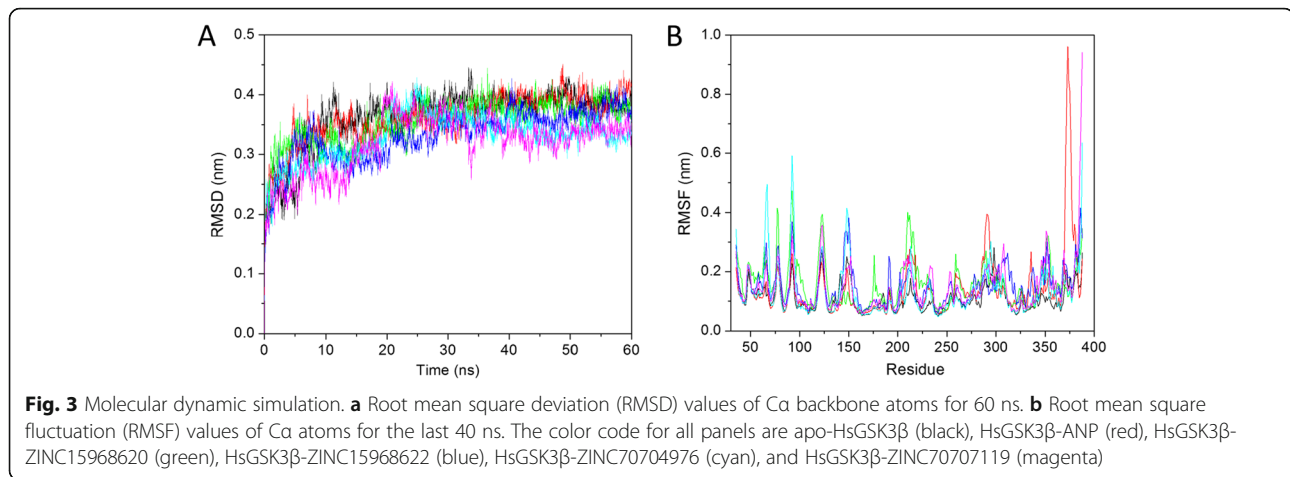 A
RMSD (nm)
0.5
0.4
0.3
0.2
0.1
0.0
0 10 20 30 40 50 60
Time (ns)
B
RMSF (nm)
1.0
0.8
0.6
0.4
0.2
0.0
50 100 150 200 250 300 350 400
Residue
Fig. 3 Molecular dynamic simulation. a Root mean square deviation (RMSD) values of Cα backbone atoms for 60 ns. b Root mean square
fluctuation (RMSF) values of Cα atoms for the last 40 ns. The color code for all panels are apo-HsGSK3β (black), HsGSK3β-ANP (red), HsGSK3β-
ZINC15968620 (green), HsGSK3β-ZINC15968622 (blue), HsGSK3β-ZINC70704976 (cyan), and HsGSK3β-ZINC70707119 (magenta)